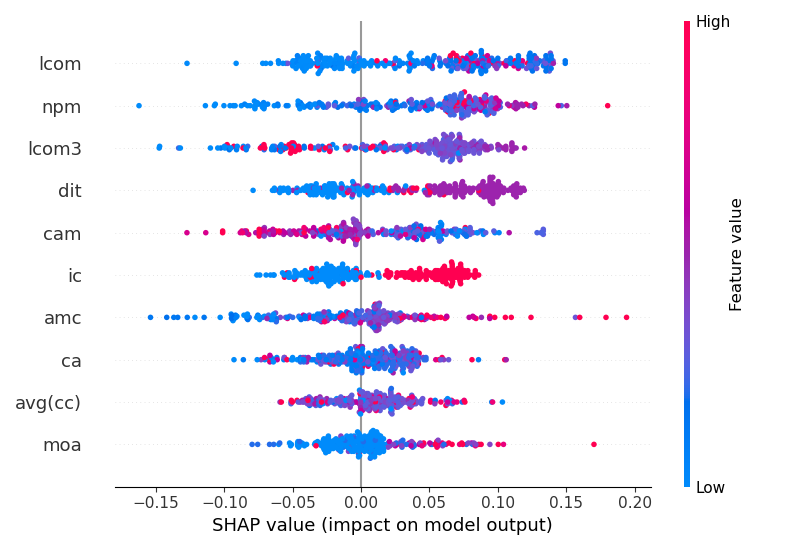 High
lcom
npm
lcom3
dit
cam
ic
amc
ca
avg(cc)
moa
Feature value
Low
−0.15 −0.10 −0.05 0.00 0.05 0.10 0.15 0.20
SHAP value (impact on model output)